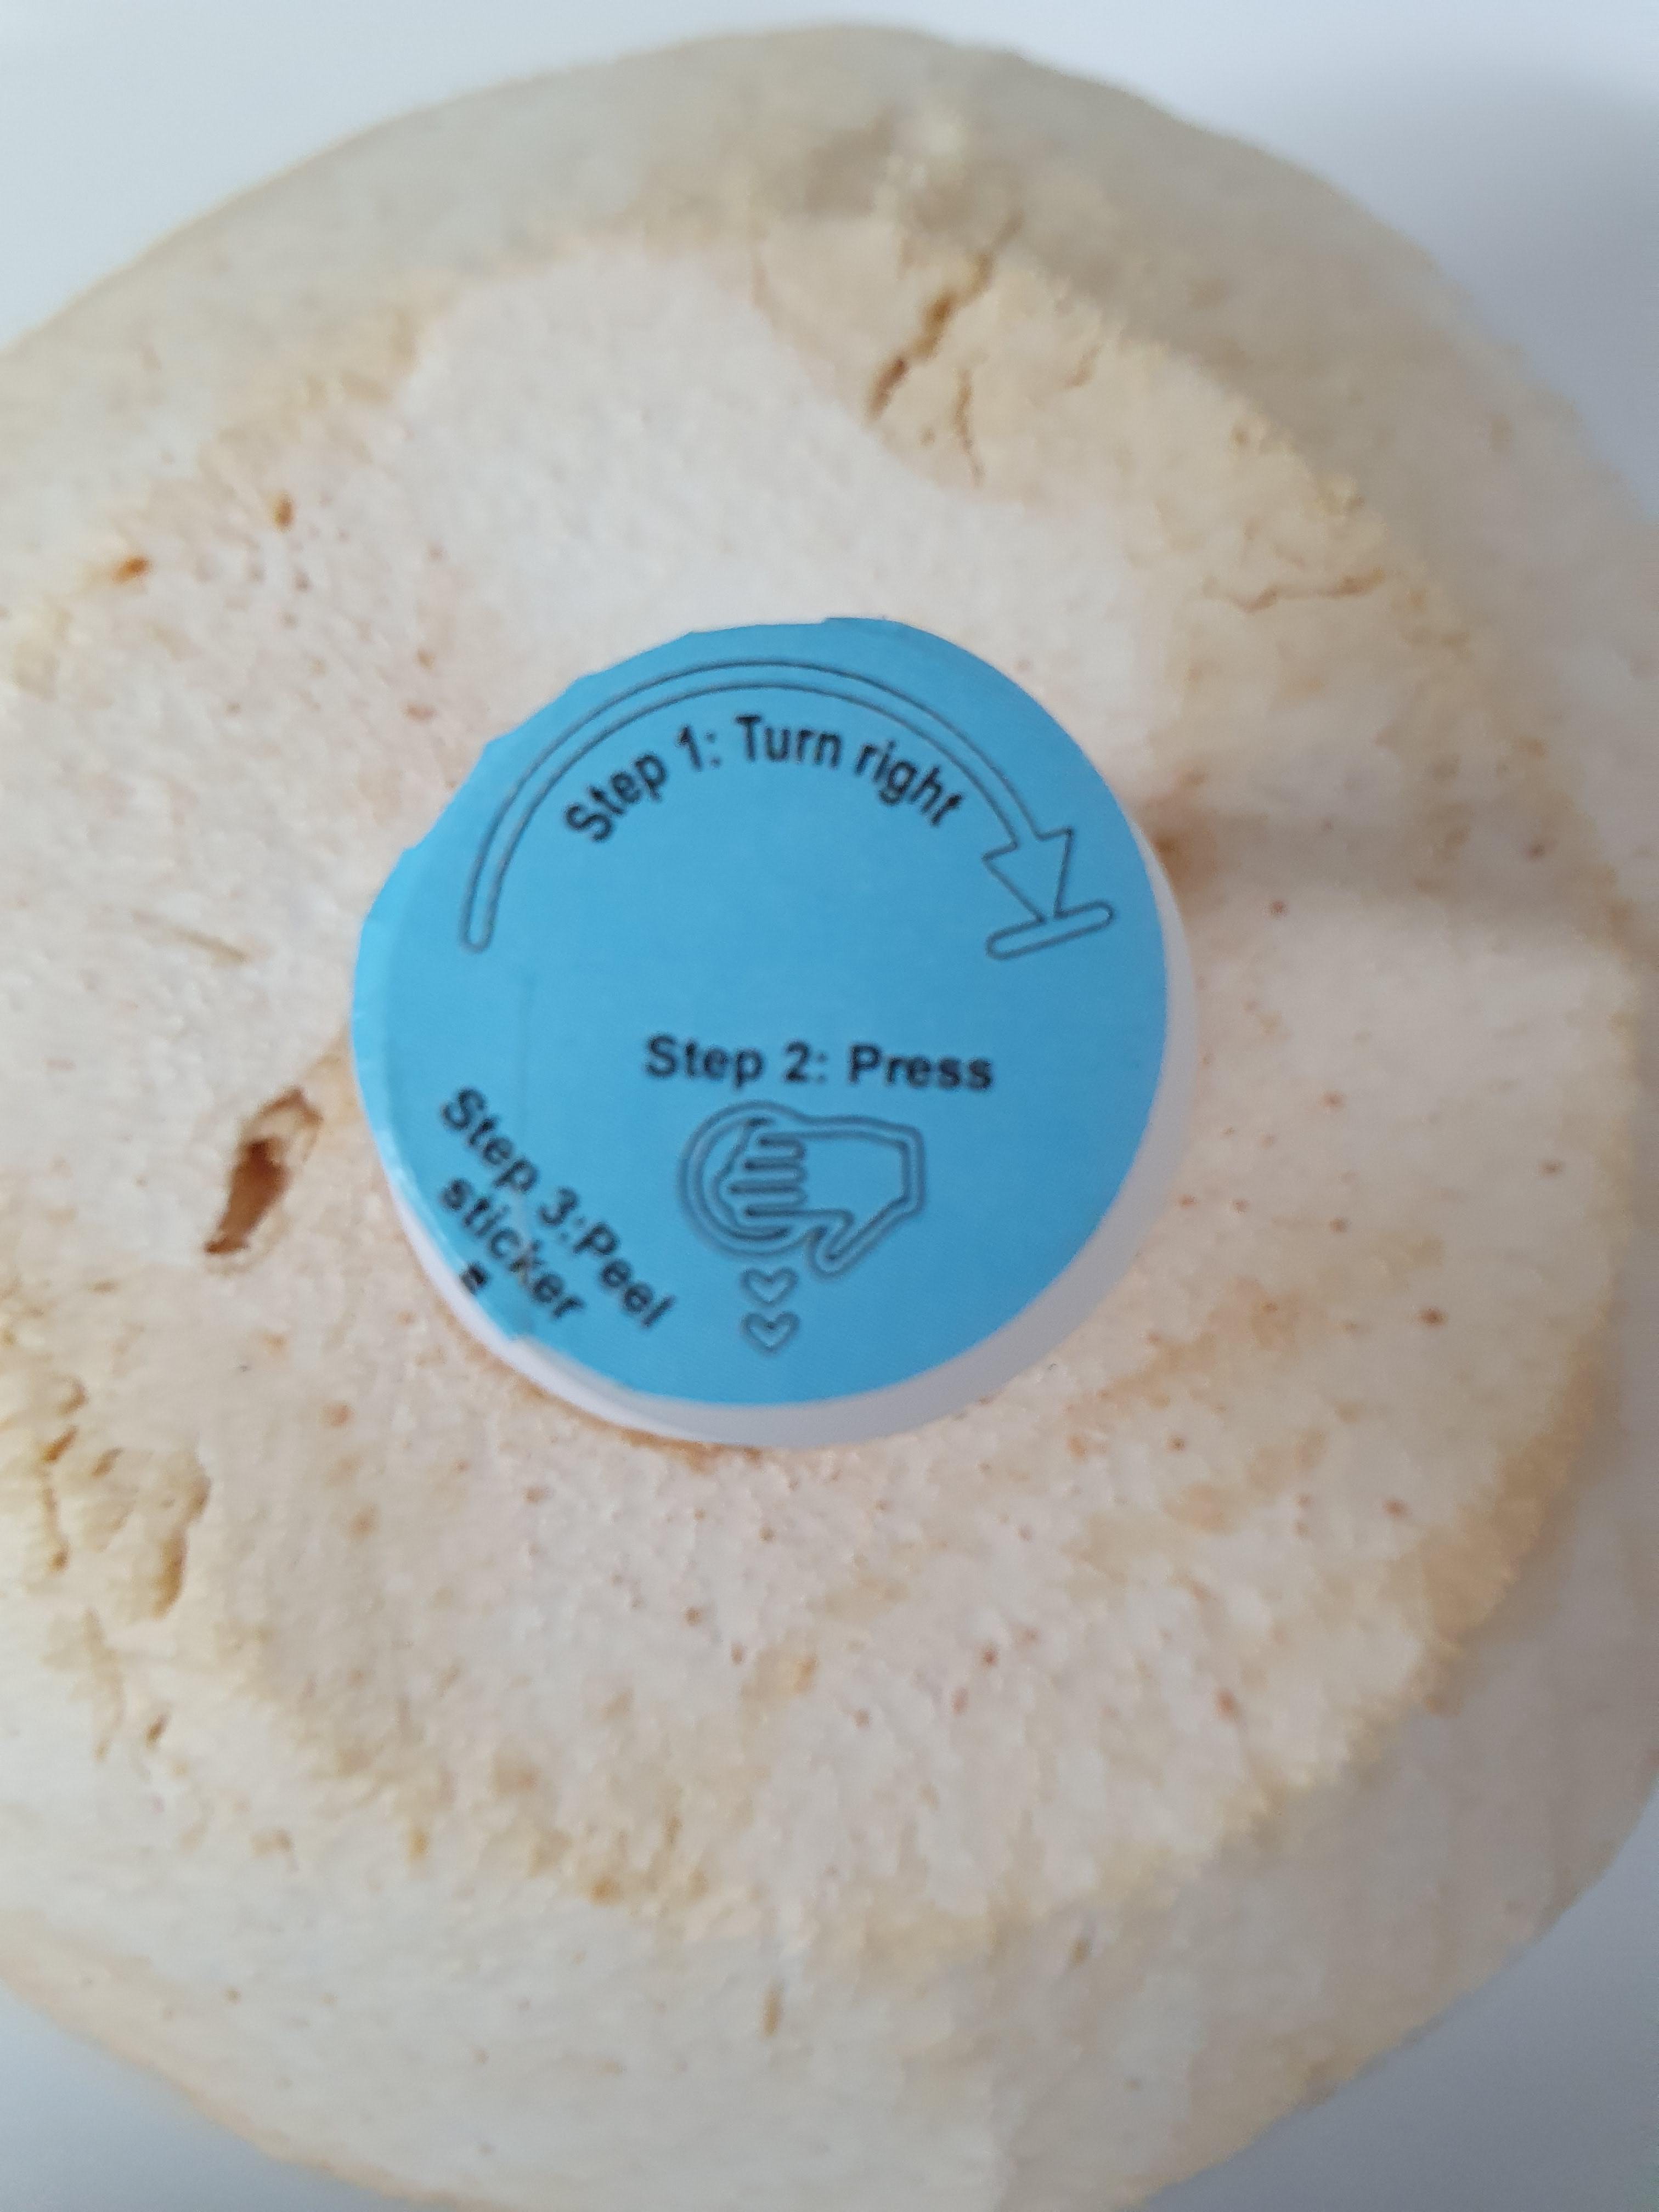 Step 1: Turn right
Step 2: Press
Step 3:Peel
sticker